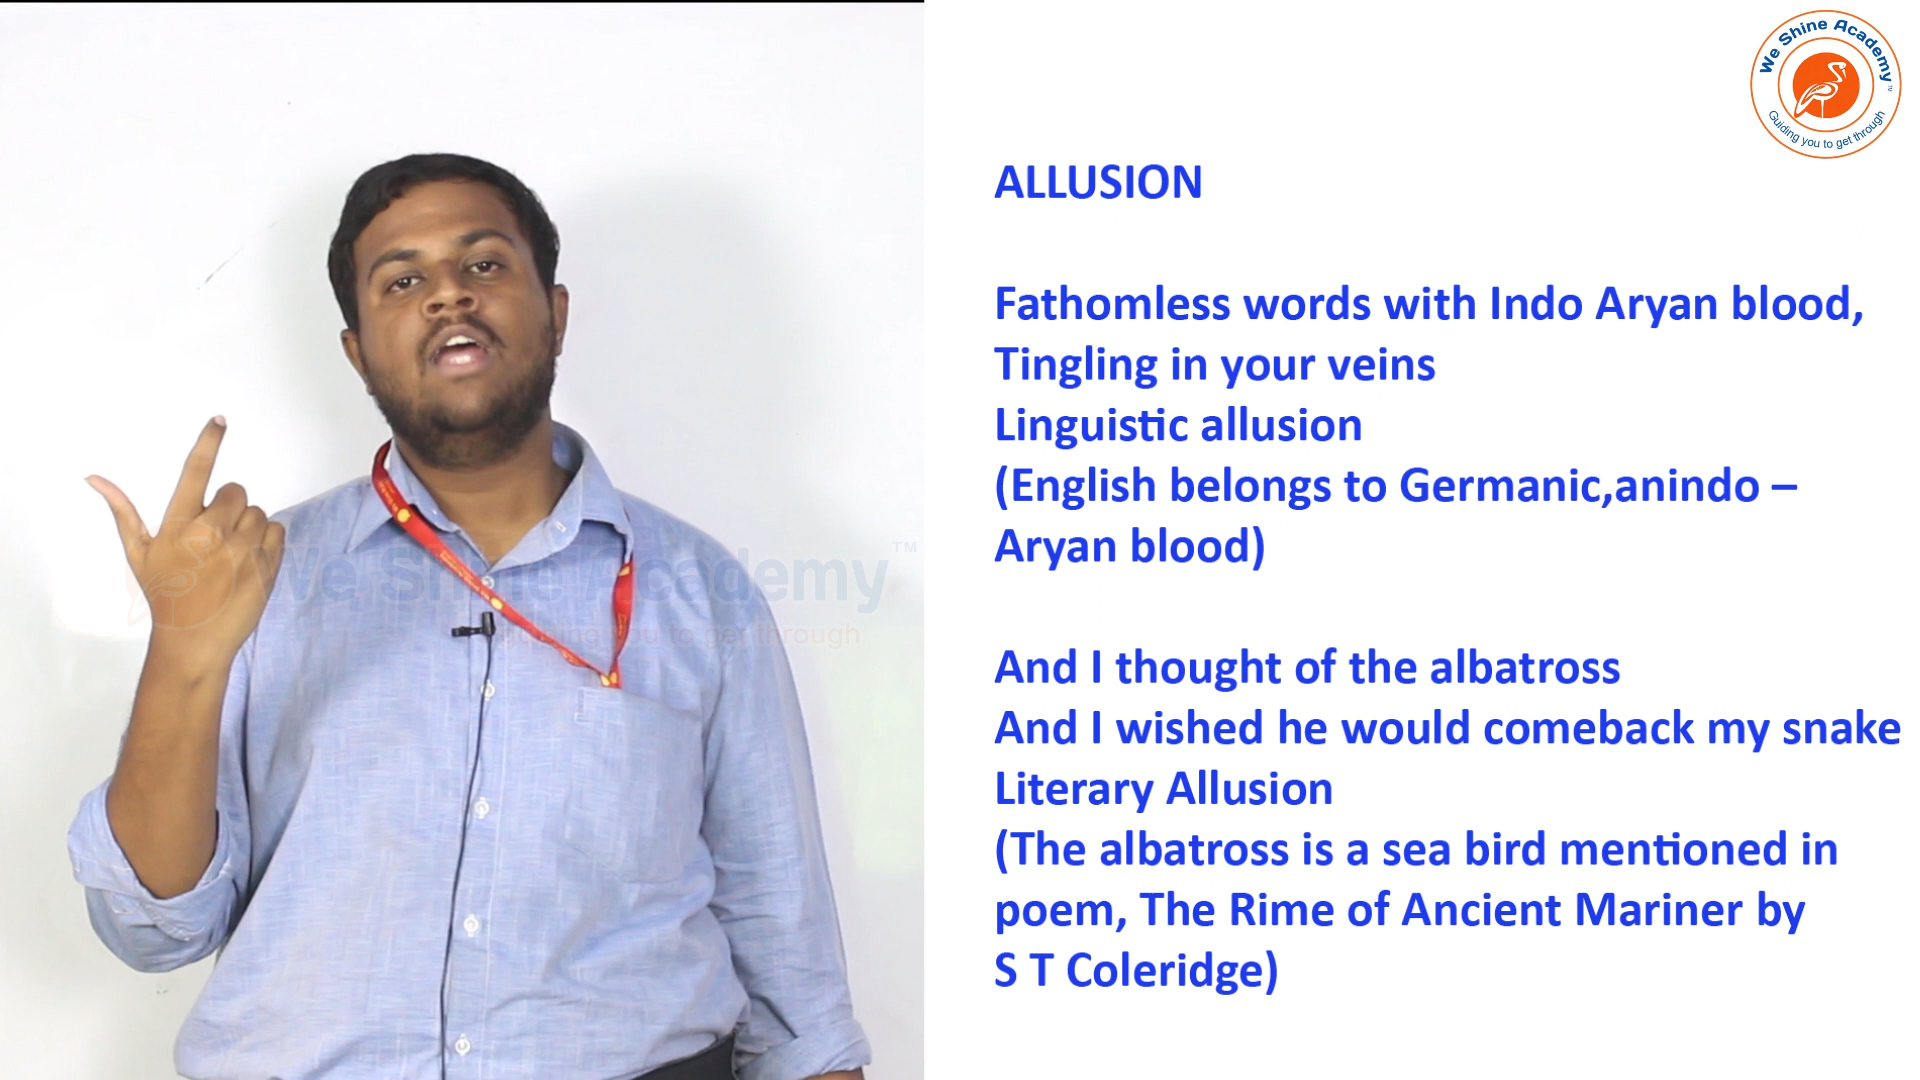 We Shine Academy™
Guiding you to get through
ALLUSION
Fathomless words with Indo Aryan blood,
Tingling in your veins
Linguistic allusion
(English belongs to Germanic,anindo –
Aryan blood)
And I thought of the albatross
And I wished he would comeback my snake
Literary Allusion
(The albatross is a sea bird mentioned in
poem, The Rime of Ancient Mariner by
S T Coleridge)
We Shine Academy™
guiding you to get through